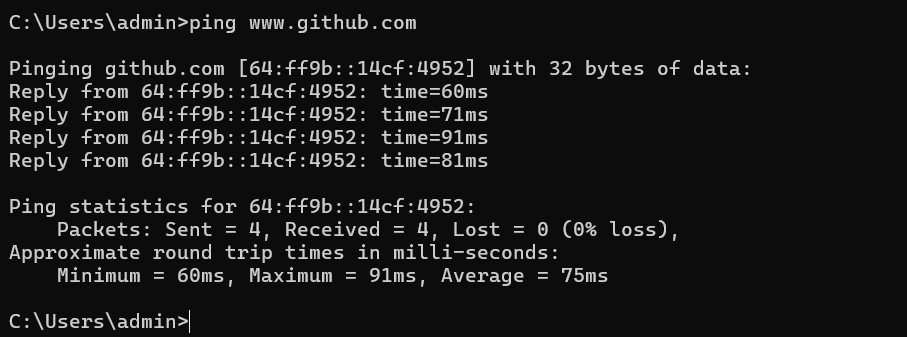 C:\Users\admin>ping www.github.com
Pinging github.com [64:ff9b::14cf:4952] with 32 bytes of data:
Reply from 64:ff9b::14cf:4952: time=60ms
Reply from 64:ff9b::14cf:4952: time=71ms
Reply from 64:ff9b::14cf:4952: time=91ms
Reply from 64:ff9b::14cf:4952: time=81ms
Ping statistics for 64:ff9b::14cf:4952:
    Packets: Sent = 4, Received = 4, Lost = 0 (0% loss),
Approximate round trip times in milli-seconds:
    Minimum = 60ms, Maximum = 91ms, Average = 75ms
C:\Users\admin>